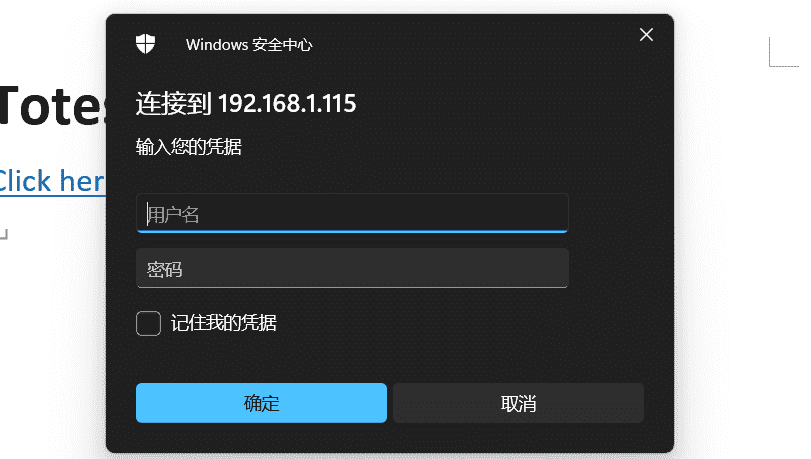 Windows 安全中心
连接到 192.168.1.115
输入您的凭据
Totes
Click her
用户名
密码
记住我的凭据
确定
取消